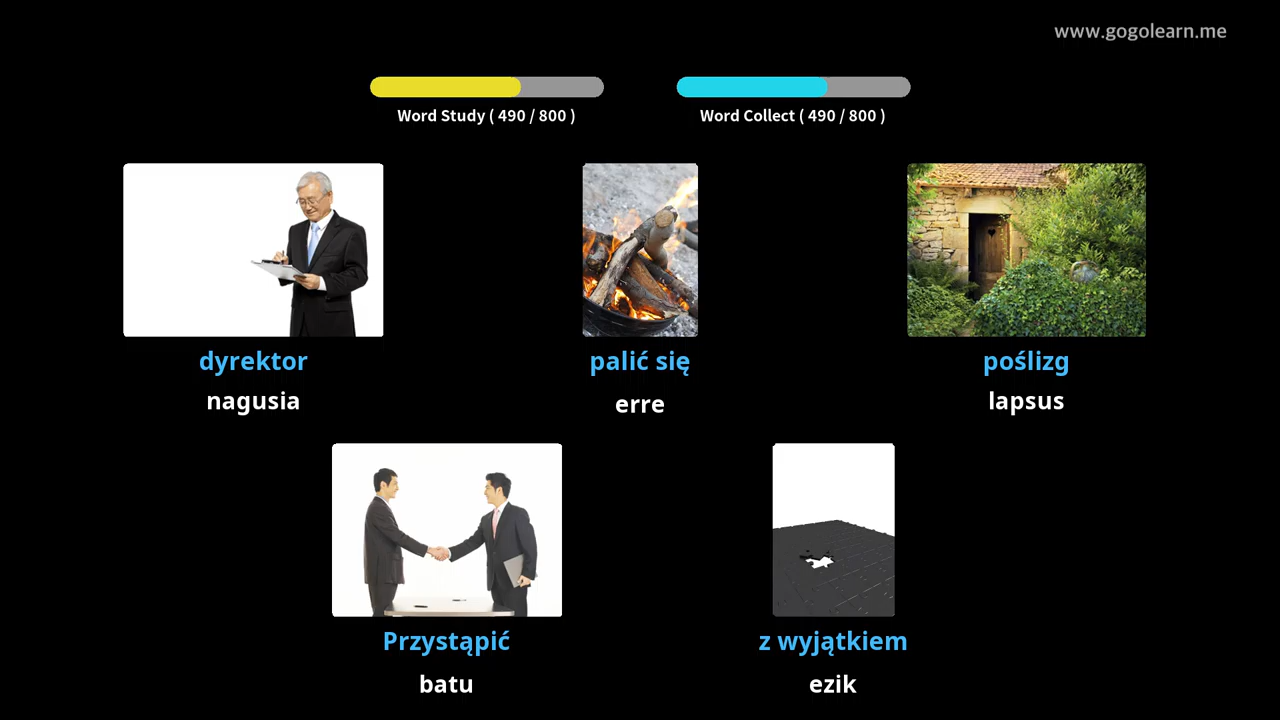 www.gogolearn.me
Word Study ( 490 / 800 )
Word Collect ( 490 / 800 )
dyrektor
nagusia
palić się
erre
poślizg
lapsus
Przystąpić
batu
z wyjątkiem
ezik